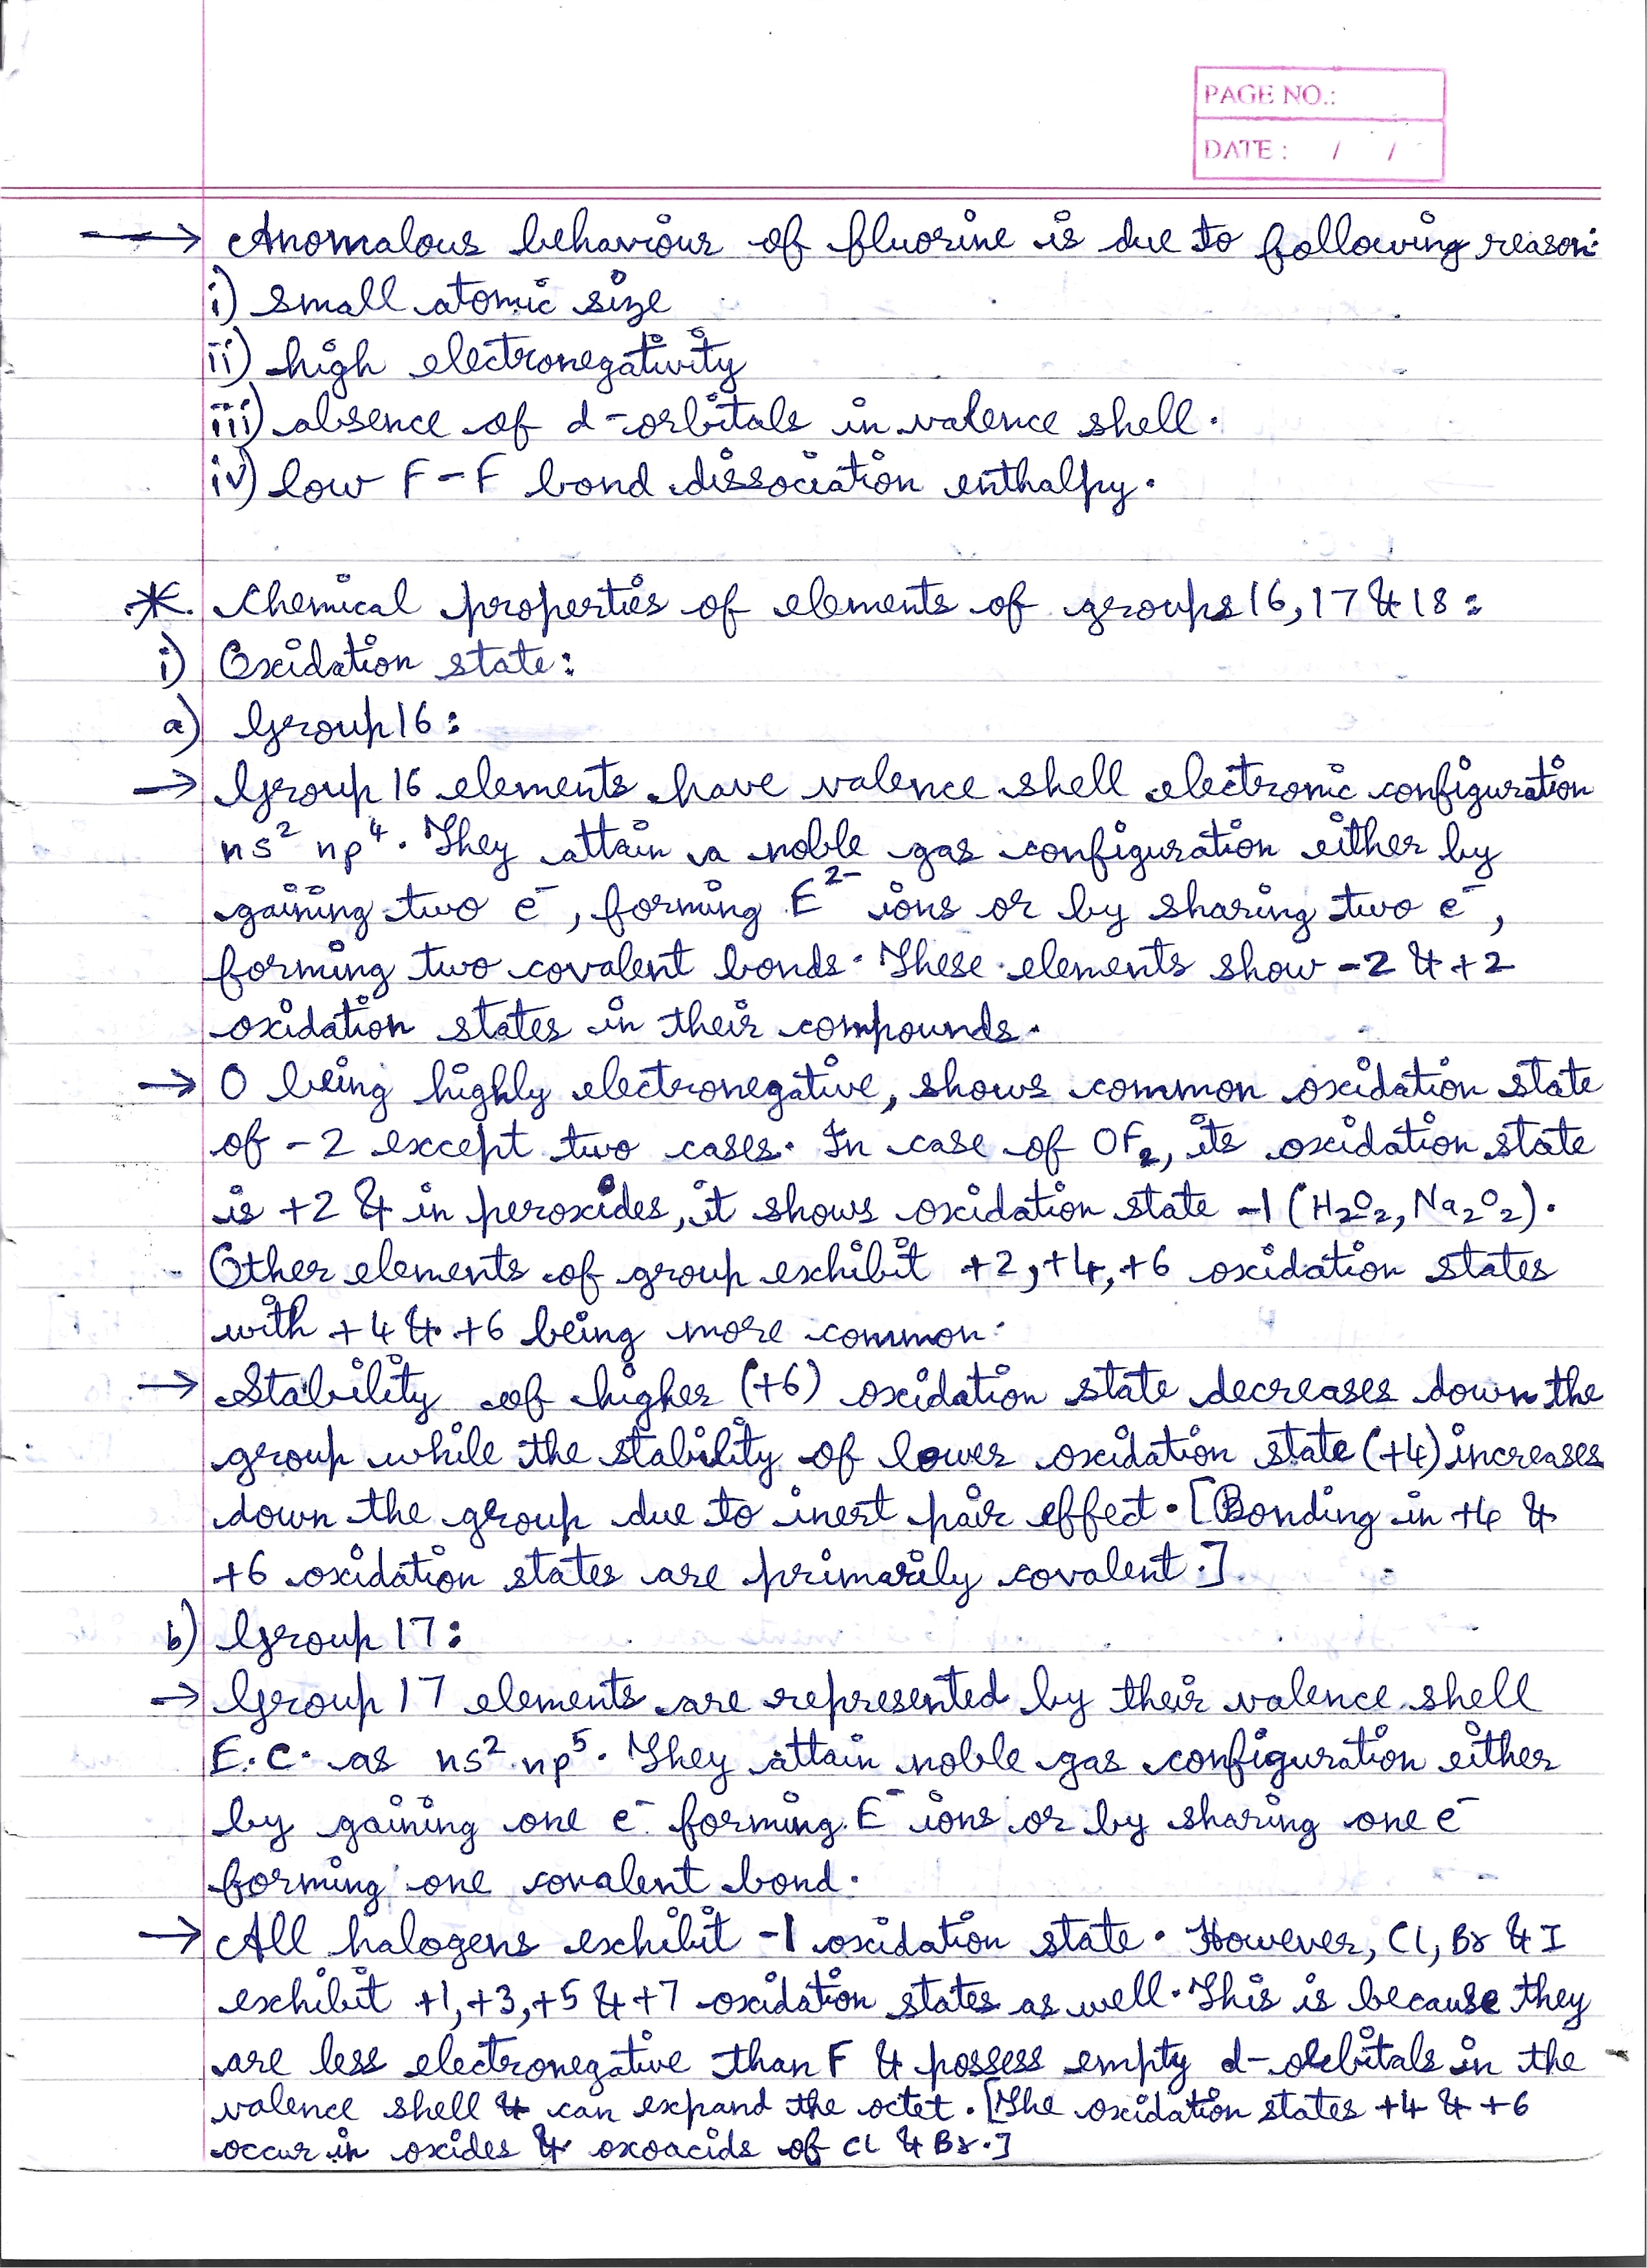 PAGE NO.:
DATE : / /
→ Anomalous behaviour of fluorine is due to following reason:
i) small atomic size
ii) high electronegativity
iii) absence of d-orbitals in valence shell.
iv) low F-F bond dissociation enthalpy.
* Chemical properties of elements of groups 16, 17 & 18 :
i) Oxidation state:
a) Group 16 :
→ Group 16 elements have valence shell electronic configuration
ns² np⁴. They attain a noble gas configuration either by
gaining two e⁻, forming E²⁻ ions or by sharing two e⁻,
forming two covalent bonds. These elements show -2 & +2
oxidation states in their compounds.
→ O being highly electronegative, shows common oxidation state
of -2 except two cases. In case of OF₂, its oxidation state
is +2 & in peroxides, it shows oxidation state -1 (H₂O₂, Na₂O₂).
Other elements of group exhibit +2, +4, +6 oxidation states
with +4 & +6 being more common.
→ Stability of higher (+6) oxidation state decreases down the
group while the stability of lower oxidation state (+4) increases
down the group due to inert pair effect. [Bonding in +4 &
+6 oxidation states are primarily covalent.]
b) Group 17 :
→ Group 17 elements are represented by their valence shell
E.C. as ns² np⁵. They attain noble gas configuration either
by gaining one e⁻ forming E⁻ ions or by sharing one e⁻
forming one covalent bond.
→ All halogens exhibit -1 oxidation state. However, Cl, Br & I
exhibit +1, +3, +5 & +7 oxidation states as well. This is because they
are less electronegative than F & possess empty d-orbitals in the
valence shell & can expand the octet. [The oxidation states +4 & +6
occur in oxides & oxoacids of Cl & Br.]